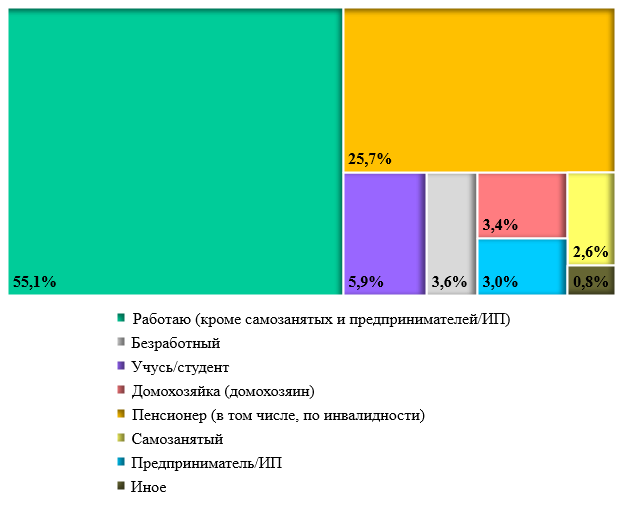 25,7%
3,4%
2,6%
55,1%
5,9%
3,6%
3,0%
0,8%
Работаю (кроме самозанятых и предпринимателей/ИП)
Безработный
Учусь/студент
Домохозяйка (домохозяин)
Пенсионер (в том числе, по инвалидности)
Самозанятый
Предприниматель/ИП
Иное